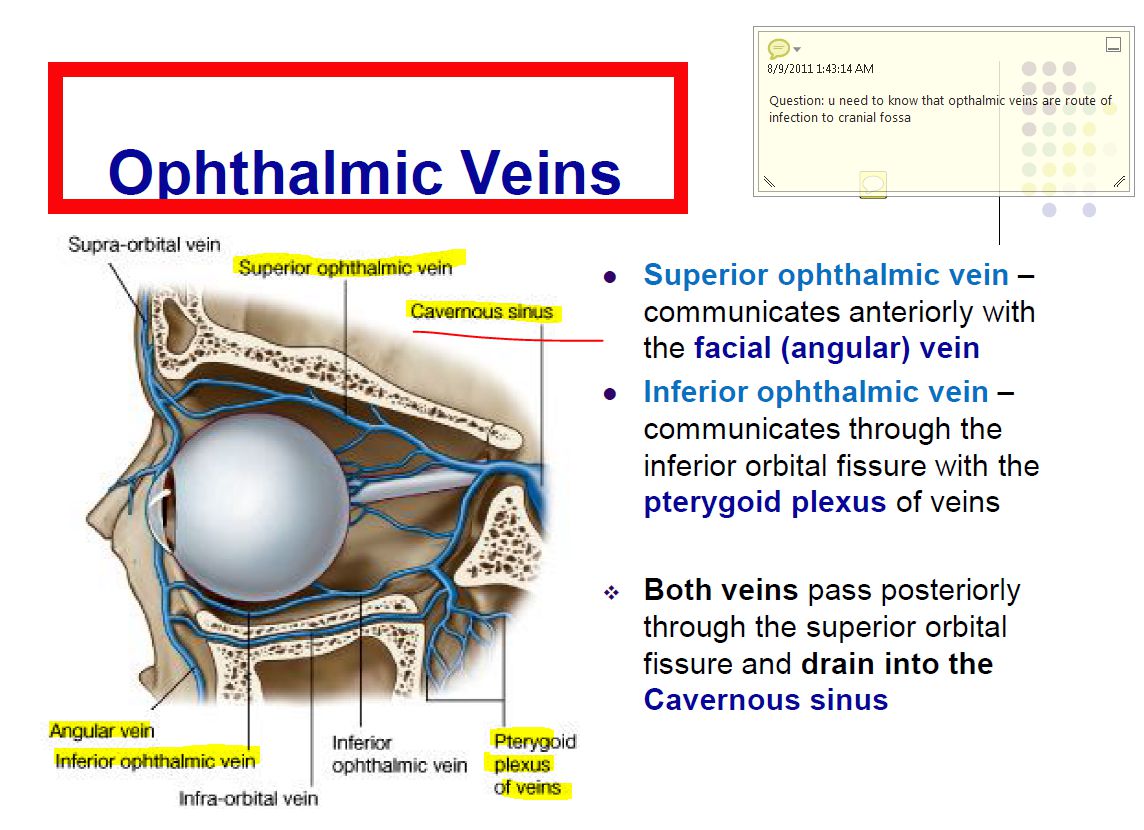 8/9/2011 1:43:14 AM
Question: u need to know that opthalmic veins are route of
infection to cranial fossa
Ophthalmic Veins
Supra-orbital vein
Superior ophthalmic vein
Cavernous sinus
Angular vein
Inferior ophthalmic vein
Infra-orbital vein
Inferior
ophthalmic vein
Pterygoid
plexus
of veins
Superior ophthalmic vein –
communicates anteriorly with
the facial (angular) vein
Inferior ophthalmic vein –
communicates through the
inferior orbital fissure with the
pterygoid plexus of veins
Both veins pass posteriorly
through the superior orbital
fissure and drain into the
Cavernous sinus